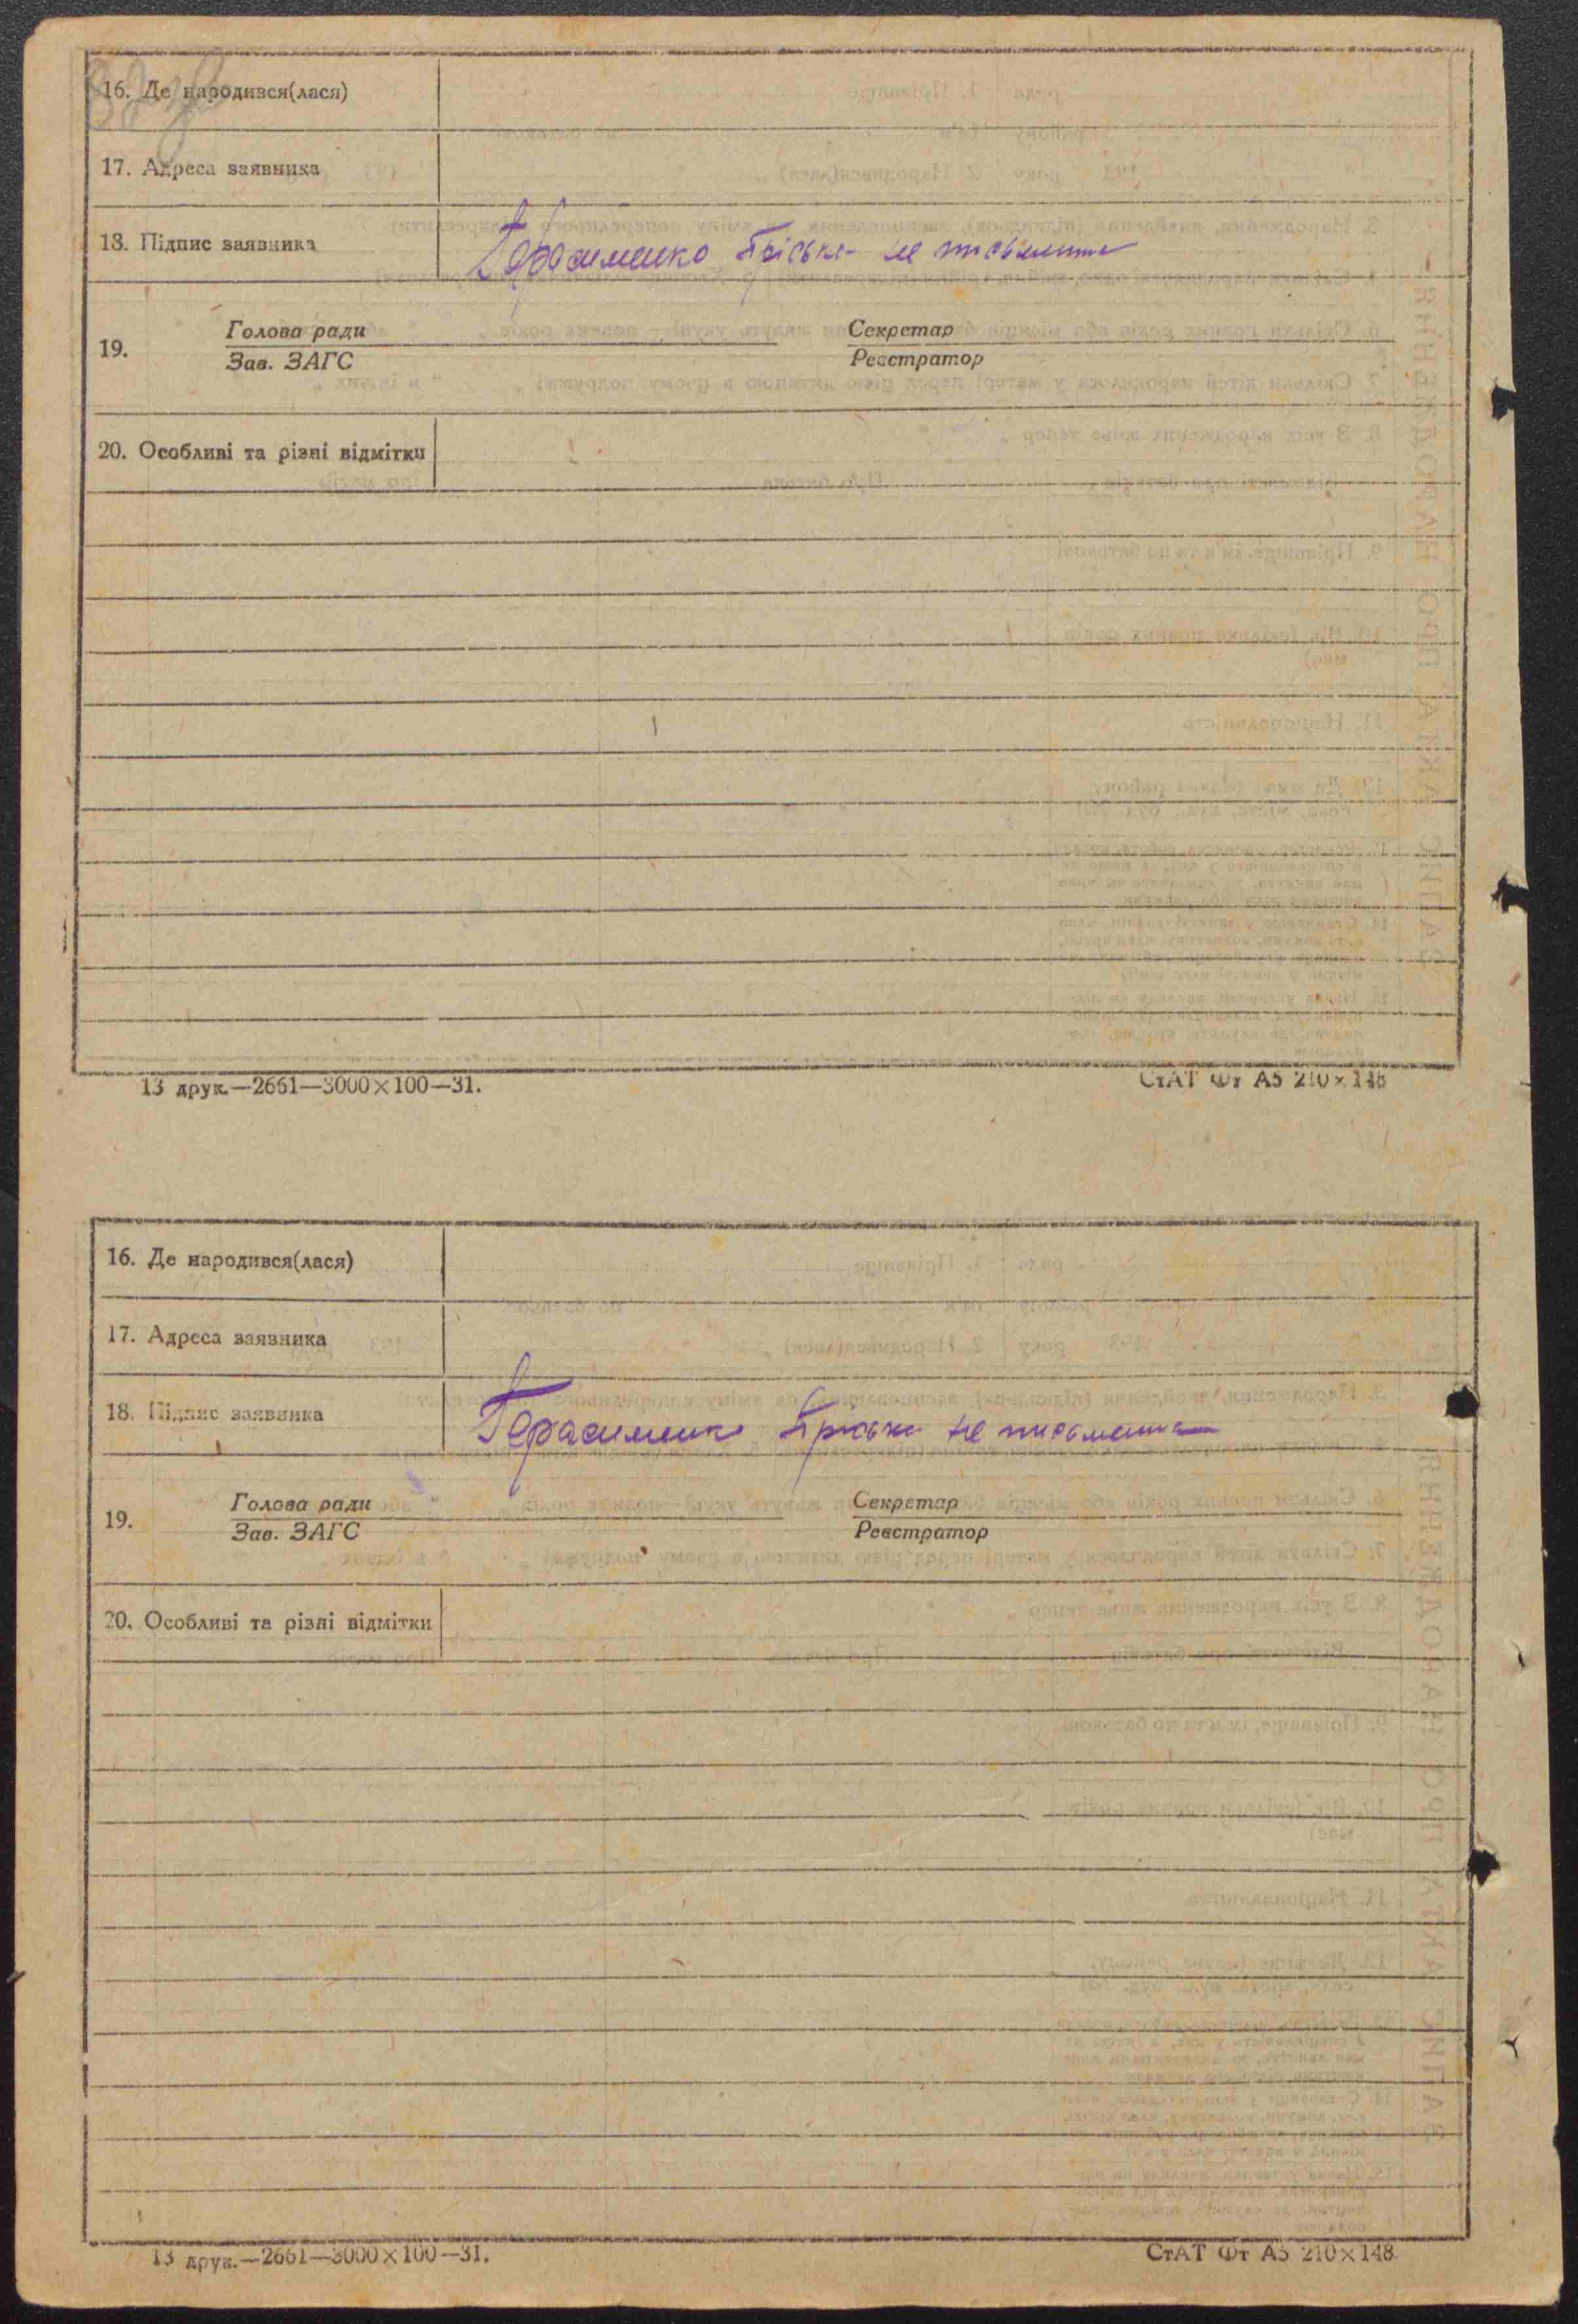 16. Де народився(лася)
17. Адреса заявника
18. Підпис заявника Герасименко Пріська не письменна
19. Голова ради Секретар
Зав. ЗАГС Реєстратор
20. Особливі та різні відмітки
13 друк.—2661—3000×100—31. СтАТ Фт А5 210×148
16. Де народився(лася)
17. Адреса заявника
18. Підпис заявника Герасименко Пріська не письменна
19. Голова ради Секретар
Зав. ЗАГС Реєстратор
20. Особливі та різні відмітки
13 друк.—2661—3000×100—31. СтАТ Фт А5 210×148